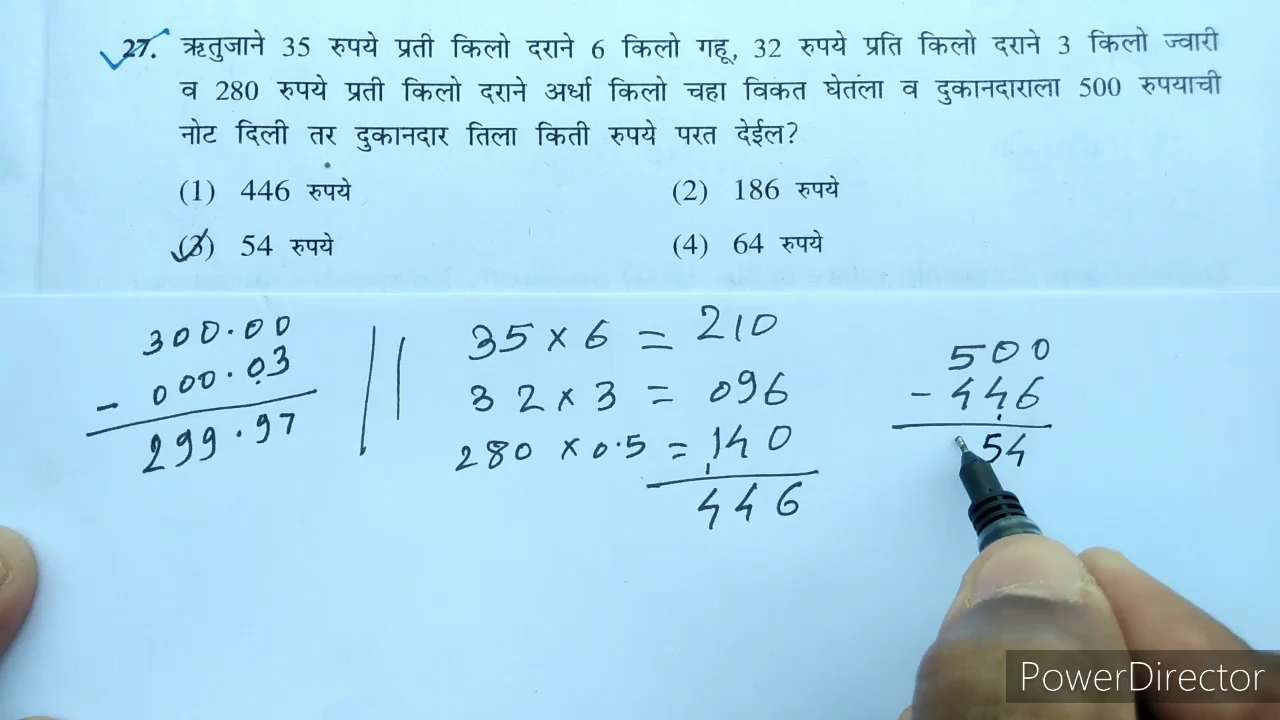 27. ऋतुजाने 35 रुपये प्रती किलो दराने 6 किलो गहू, 32 रुपये प्रति किलो दराने 3 किलो ज्वारी
व 280 रुपये प्रती किलो दराने अर्धा किलो चहा विकत घेतला व दुकानदाराला 500 रुपयाची
नोट दिली तर दुकानदार तिला किती रुपये परत देईल?
(1) 446 रुपये
(2) 186 रुपये
(3) 54 रुपये
(4) 64 रुपये
300.00
- 000.03
299.97
35 × 6 = 210
32 × 3 = 096
280 × 0.5 = 140
446
500
- 446
54
PowerDirector